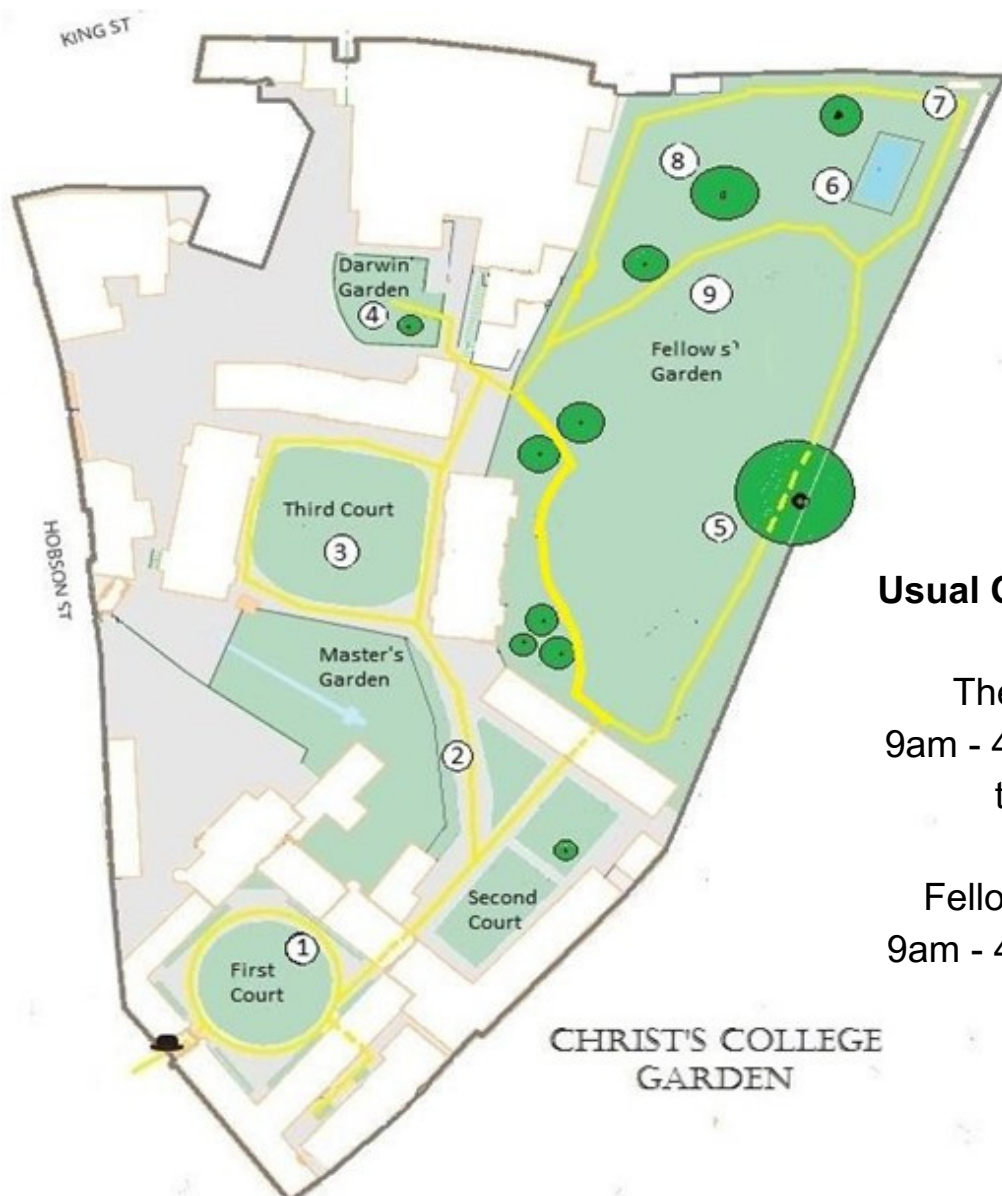 KING ST
7
8
6
Darwin'
Garden
4
9
Fellow s'
Garden
Third Court
3
5
HOBSON ST
Usual
Master's
Garden
The
9am - 4
2
Second
Court
Fello
9am - 4
1
First
Court
CHRIST'S COLLEGE
GARDEN